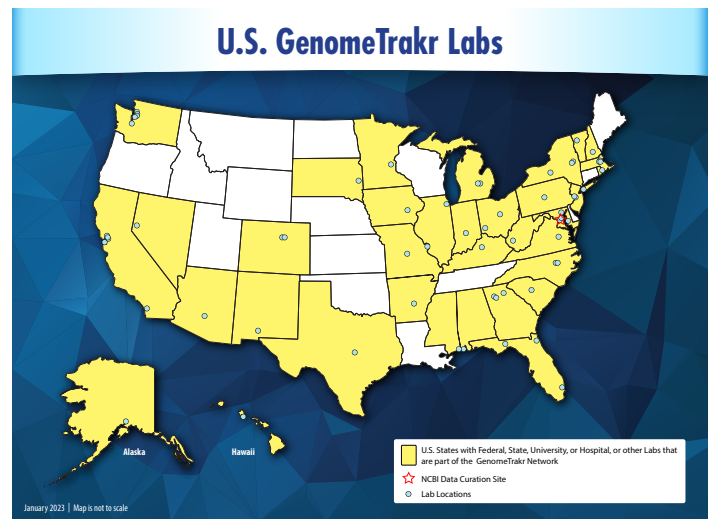 U.S. GenomeTrakr Labs
Alaska
Hawaii
U.S. States with Federal, State, University, or Hospital, or other Labs that
are part of the GenomeTrakr Network
NCBI Data Curation Site
Lab Locations
January 2023 | Map is not to scale